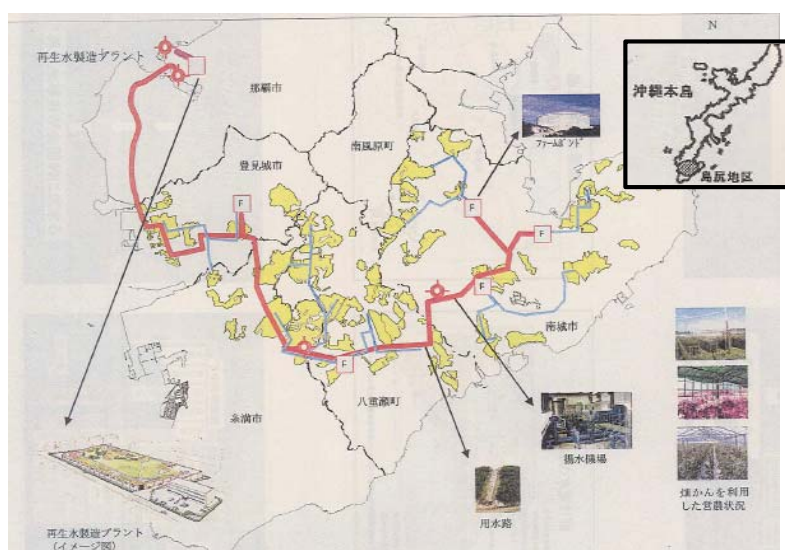 N
再生水製造プラント
那覇市
沖縄本島
島尻地区
南風原町
豊見城市
ファームポンド
F
F
F
F
F
南城市
八重瀬町
糸満市
揚水機場
用水路
畑かんを利用
した営農状況
再生水製造プラント
(イメージ図)